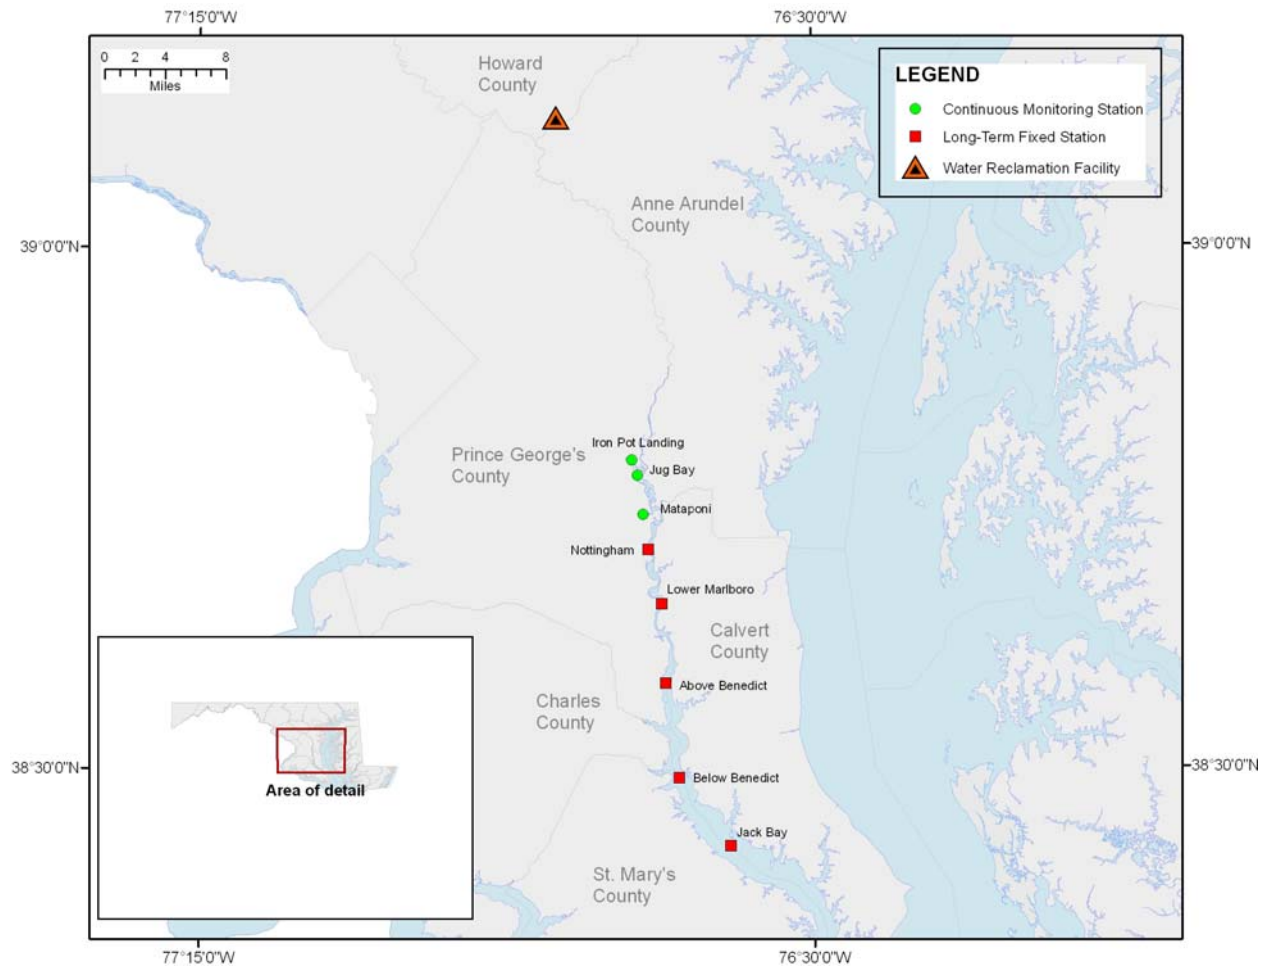 77°15'0"W 76°30'0"W
0 2 4 8
Miles
Howard
County
LEGEND
Continuous Monitoring Station
Long-Term Fixed Station
Water Reclamation Facility
Anne Arundel
County
39°0'0"N 39°0'0"N
Iron Pot Landing
Prince George's
County
Jug Bay
Mataponi
Nottingham
Lower Marlboro
Calvert
County
Above Benedict
Charles
County
38°30'0"N 38°30'0"N
Below Benedict
Area of detail
Jack Bay
St. Mary's
County
77°15'0"W 76°30'0"W